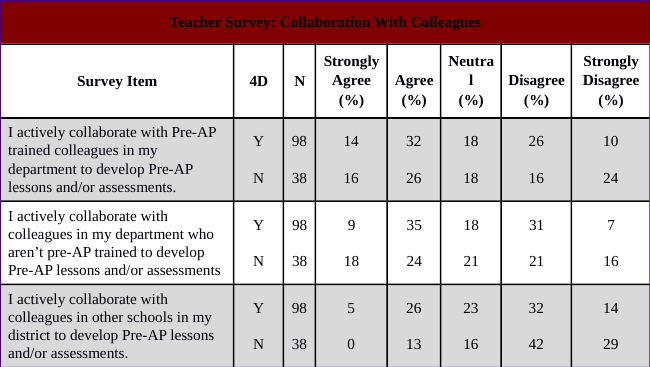 Teacher Survey: Collaboration With Colleagues
Survey Item 4D N Strongly Agree (%) Agree (%) Neutral (%) Disagree (%) Strongly Disagree (%)
I actively collaborate with Pre-AP
trained colleagues in my
department to develop Pre-AP
lessons and/or assessments.
Y 98 14 32 18 26 10
N 38 16 26 18 16 24
I actively collaborate with
colleagues in my department who
aren't pre-AP trained to develop
Pre-AP lessons and/or assessments
Y 98 9 35 18 31 7
N 38 18 24 21 21 16
I actively collaborate with
colleagues in other schools in my
district to develop Pre-AP lessons
and/or assessments.
Y 98 5 26 23 32 14
N 38 0 13 16 42 29